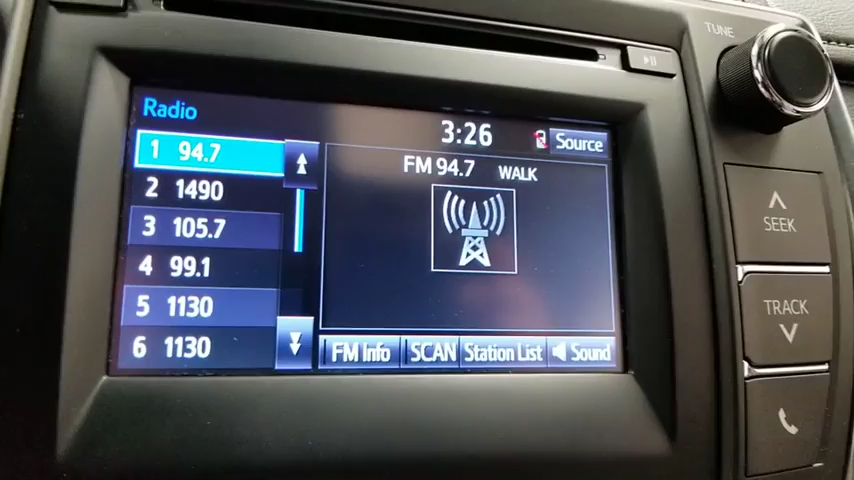 TUNE
Radio
3:26
Source
1 94.7
FM 94.7 WALK
2 1490
3 105.7
4 99.1
5 1130
6 1130
FM Info
SCAN
Station List
Sound
SEEK
TRACK